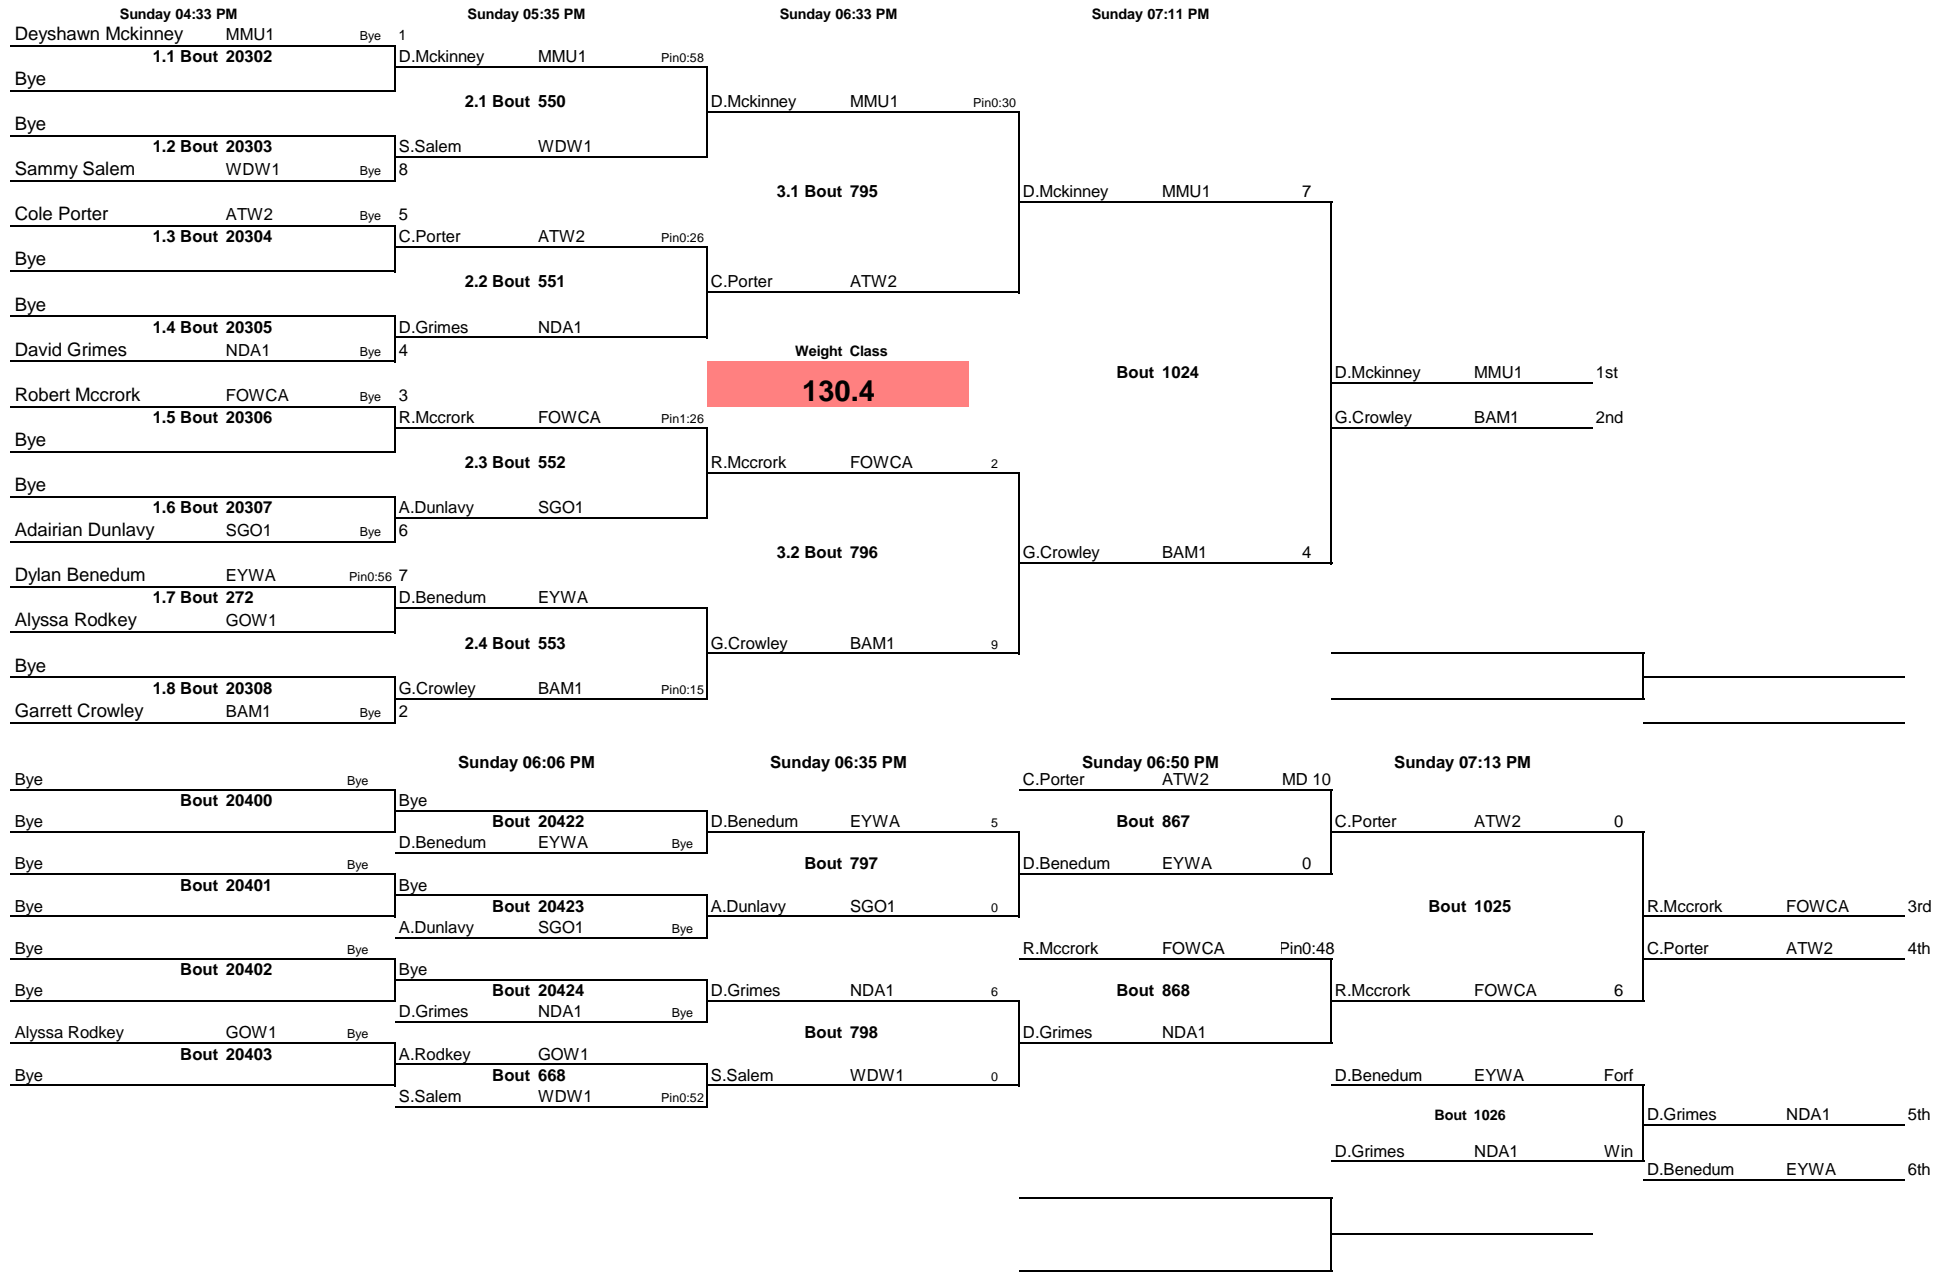 Sunday 04:33 PM Sunday 05:35 PM Sunday 06:33 PM Sunday 07:11 PM
Deyshawn Mckinney MMU1 Bye 1
1.1 Bout 20302 D.Mckinney MMU1 Pin0:58
Bye
2.1 Bout 550 D.Mckinney MMU1 Pin0:30
Bye
1.2 Bout 20303 S.Salem WDW1
Sammy Salem WDW1 Bye 8
3.1 Bout 795 D.Mckinney MMU1 7
Cole Porter ATW2 Bye 5
1.3 Bout 20304 C.Porter ATW2 Pin0:26
Bye
2.2 Bout 551 C.Porter ATW2
Bye
1.4 Bout 20305 D.Grimes NDA1
David Grimes NDA1 Bye 4 Weight Class
Bout 1024 D.Mckinney MMU1 1st
Robert Mccrork FOWCA Bye 3 130.4
1.5 Bout 20306 R.Mccrork FOWCA Pin1:26 G.Crowley BAM1 2nd
Bye
2.3 Bout 552 R.Mccrork FOWCA 2
Bye
1.6 Bout 20307 A.Dunlavy SGO1
Adairian Dunlavy SGO1 Bye 6
3.2 Bout 796 G.Crowley BAM1 4
Dylan Benedum EYWA Pin0:56 7
1.7 Bout 272 D.Benedum EYWA
Alyssa Rodkey GOW1
2.4 Bout 553 G.Crowley BAM1 9
Bye
1.8 Bout 20308 G.Crowley BAM1 Pin0:15
Garrett Crowley BAM1 Bye 2
Sunday 06:06 PM Sunday 06:35 PM Sunday 06:50 PM Sunday 07:13 PM
Bye Bye C.Porter ATW2 MD 10
Bout 20400 Bye
Bye Bout 20422 D.Benedum EYWA 5 Bout 867 C.Porter ATW2 0
D.Benedum EYWA Bye
Bye Bye Bout 797 D.Benedum EYWA 0
Bout 20401 Bye
Bye Bout 20423 A.Dunlavy SGO1 0 Bout 1025 R.Mccrork FOWCA 3rd
A.Dunlavy SGO1 Bye
Bye Bye R.Mccrork FOWCA Pin0:48 C.Porter ATW2 4th
Bout 20402 Bye
Bye Bout 20424 D.Grimes NDA1 6 Bout 868 R.Mccrork FOWCA 6
D.Grimes NDA1 Bye
Alyssa Rodkey GOW1 Bye Bout 798 D.Grimes NDA1
Bout 20403 A.Rodkey GOW1
Bye Bout 668 S.Salem WDW1 0 D.Benedum EYWA Forf
S.Salem WDW1 Pin0:52
Bout 1026 D.Grimes NDA1 5th
D.Grimes NDA1 Win
D.Benedum EYWA 6th